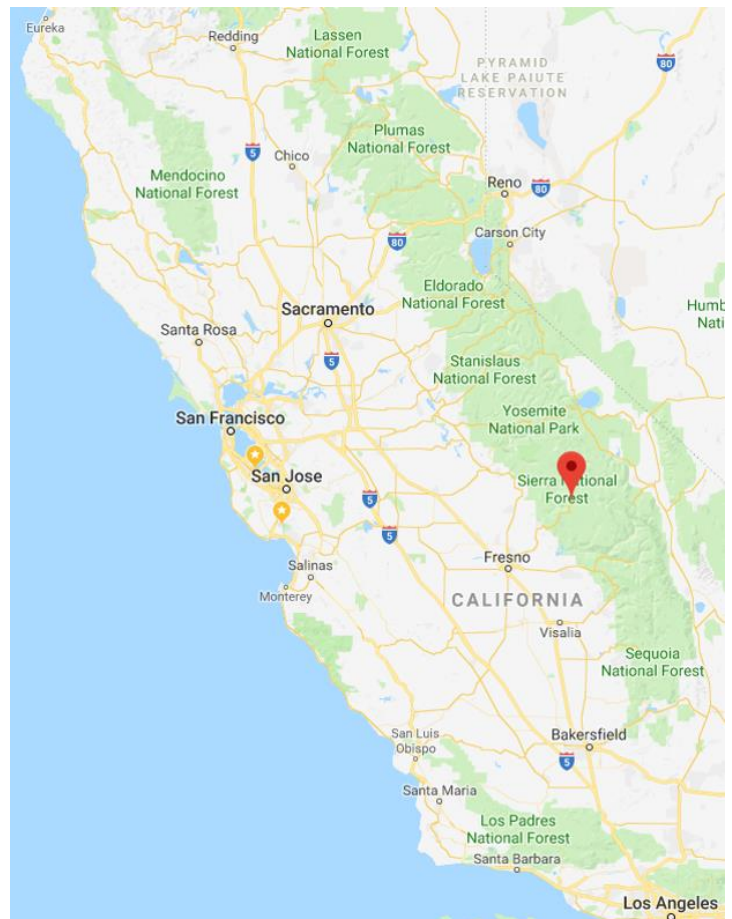 Eureka
Redding
Lassen
National Forest
PYRAMID
LAKE PAIUTE
RESERVATION
80
Plumas
National Forest
5
Chico
Mendocino
National Forest
Reno
80
Carson City
80
Eldorado
National Forest
Humb
Nati
Sacramento
Santa Rosa
5
Stanislaus
National Forest
San Francisco
Yosemite
National Park
San Jose
Sierra National
Forest
5
5
Fresno
Salinas
Monterey
CALIFORNIA
Visalia
Sequoia
National Forest
San Luis
Obispo
Bakersfield
5
Santa Maria
Los Padres
National Forest
Santa Barbara
Los Angeles